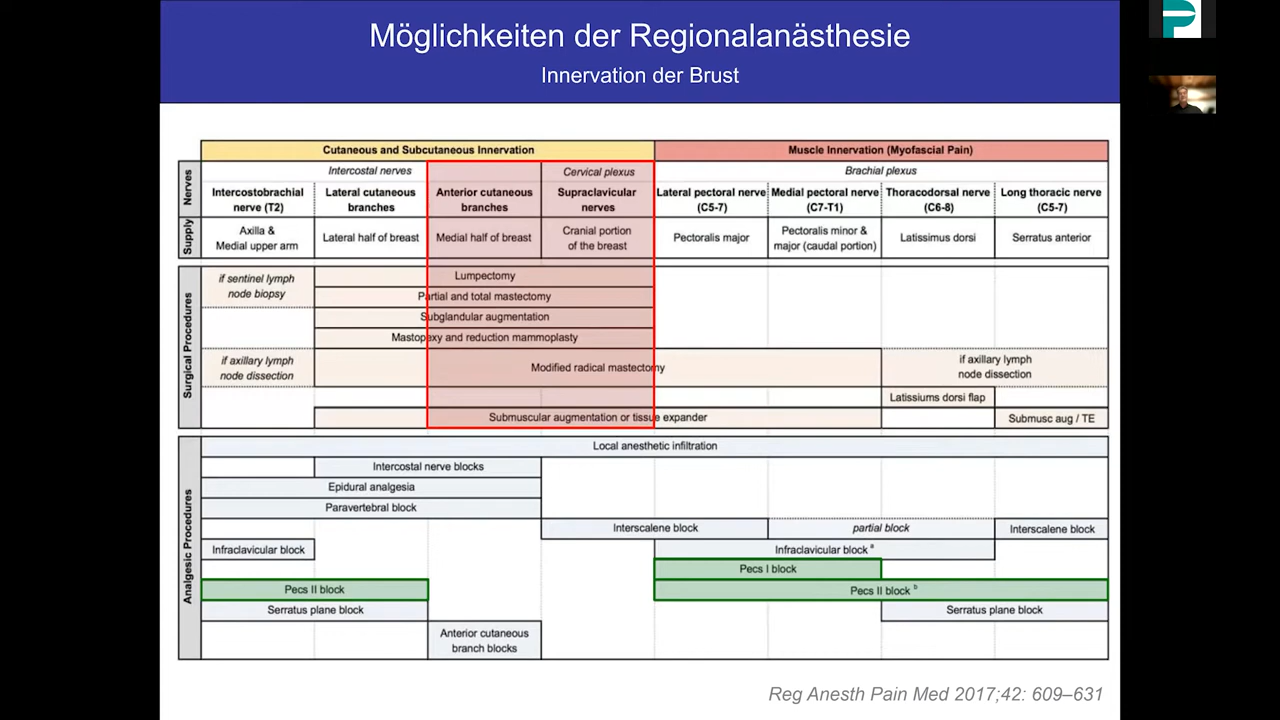 Möglichkeiten der Regionalanästhesie
Innervation der Brust
Cutaneous and Subcutaneous Innervation
Muscle Innervation (Myofascial Pain)
Nerves
Intercostal nerves
Cervical plexus
Brachial plexus
Intercostobrachial
nerve (T2)
Lateral cutaneous
branches
Anterior cutaneous
branches
Supraclavicular
nerves
Lateral pectoral nerve
(C5-7)
Medial pectoral nerve
(C7-T1)
Thoracodorsal nerve
(C6-8)
Long thoracic nerve
(C5-7)
Supply
Axilla &
Medial upper arm
Lateral half of breast
Medial half of breast
Cranial portion
of the breast
Pectoralis major
Pectoralis minor &
major (caudal portion)
Latissimus dorsi
Serratus anterior
Surgical Procedures
if sentinel lymph
node biopsy
Lumpectomy
Partial and total mastectomy
Subglandular augmentation
Mastopexy and reduction mammoplasty
if axillary lymph
node dissection
Modified radical mastectomy
if axillary lymph
node dissection
Latissiums dorsi flap
Submuscular augmentation or tissue expander
Submusc aug / TE
Analgesic Procedures
Local anesthetic infiltration
Intercostal nerve blocks
Epidural analgesia
Paravertebral block
Interscalene block
partial block
Interscalene block
Infraclavicular block
Infraclavicular block a
Pecs I block
Pecs II block
Pecs II block b
Serratus plane block
Serratus plane block
Anterior cutaneous
branch blocks
Reg Anesth Pain Med 2017;42: 609–631